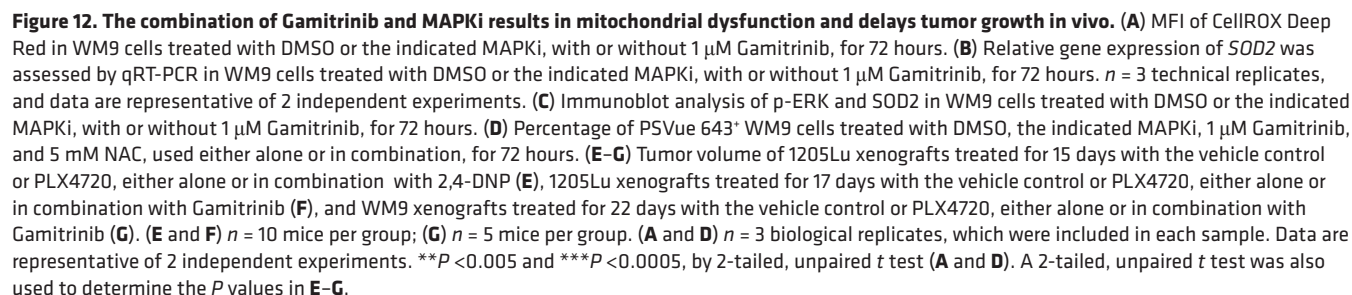 Figure 12. The combination of Gamitrinib and MAPKi results in mitochondrial dysfunction and delays tumor growth in vivo. (A) MFI of CellROX Deep
Red in WM9 cells treated with DMSO or the indicated MAPKi, with or without 1 μM Gamitrinib, for 72 hours. (B) Relative gene expression of SOD2 was
assessed by qRT-PCR in WM9 cells treated with DMSO or the indicated MAPKi, with or without 1 μM Gamitrinib, for 72 hours. n = 3 technical replicates,
and data are representative of 2 independent experiments. (C) Immunoblot analysis of p-ERK and SOD2 in WM9 cells treated with DMSO or the indicated
MAPKi, with or without 1 μM Gamitrinib, for 72 hours. (D) Percentage of PSVue 643⁺ WM9 cells treated with DMSO, the indicated MAPKi, 1 μM Gamitrinib,
and 5 mM NAC, used either alone or in combination, for 72 hours. (E–G) Tumor volume of 1205Lu xenografts treated for 15 days with the vehicle control
or PLX4720, either alone or in combination with 2,4-DNP (E), 1205Lu xenografts treated for 17 days with the vehicle control or PLX4720, either alone or
in combination with Gamitrinib (F), and WM9 xenografts treated for 22 days with the vehicle control or PLX4720, either alone or in combination with
Gamitrinib (G). (E and F) n = 10 mice per group; (G) n = 5 mice per group. (A and D) n = 3 biological replicates, which were included in each sample. Data are
representative of 2 independent experiments. **P <0.005 and ***P <0.0005, by 2-tailed, unpaired t test (A and D). A 2-tailed, unpaired t test was also
used to determine the P values in E–G.